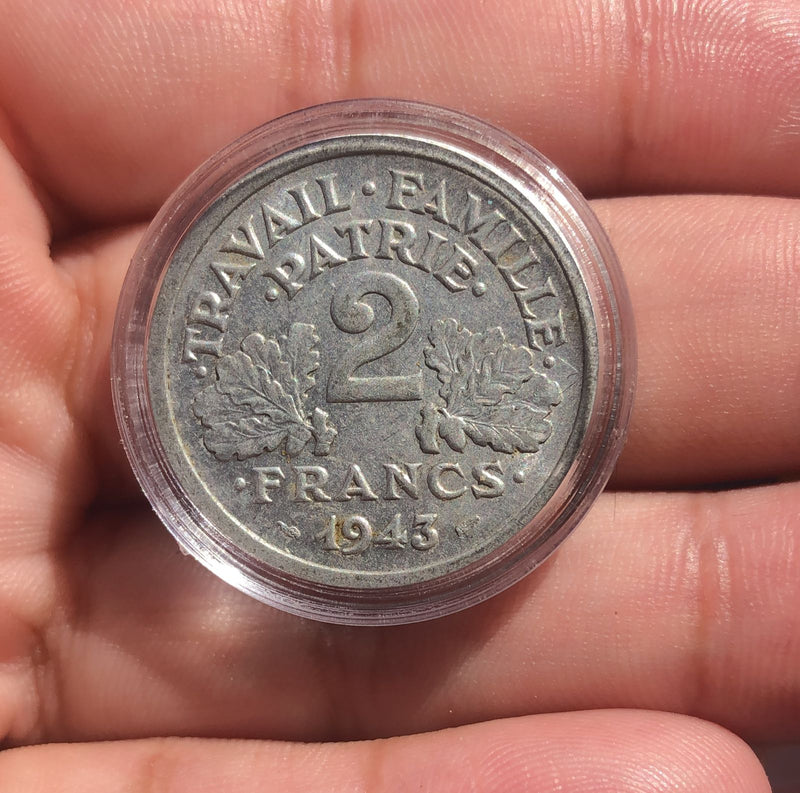 ·TRAVAIL·FAMILLE·
·PATRIE·
2
·FRANCS·
1943